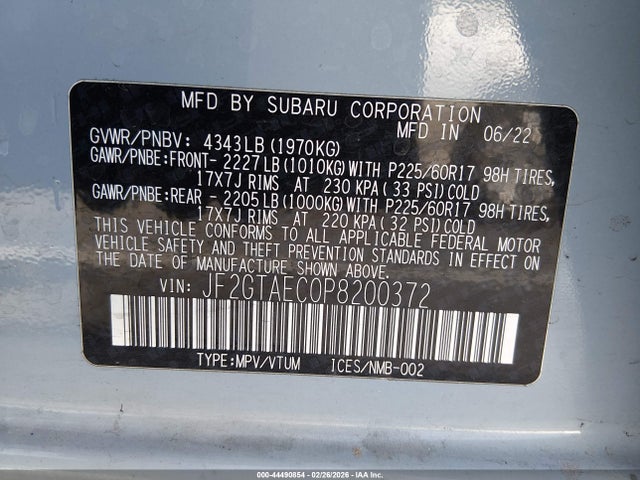 MFD BY SUBARU CORPORATION
MFD IN 06/22
GVWR/PNBV: 4343LB(1970KG)
GAWR/PNBE:FRONT- 2227LB(1010KG)WITH P225/60R17 98H TIRES,
17X7J RIMS AT 230 KPA(33 PSI)COLD
GAWR/PNBE:REAR - 2205LB(1000KG)WITH P225/60R17 98H TIRES,
17X7J RIMS AT 220 KPA(32 PSI)COLD
THIS VEHICLE CONFORMS TO ALL APPLICABLE FEDERAL MOTOR
VEHICLE SAFETY AND THEFT PREVENTION STANDARDS IN EFFECT
ON THE DATE OF MANUFACTURE SHOWN ABOVE.
VIN: JF2GTAEC0P8200372
TYPE:MPV/VTUM ICES/NMB-002
000-44490854 - 02/26/2026 - IAA Inc.